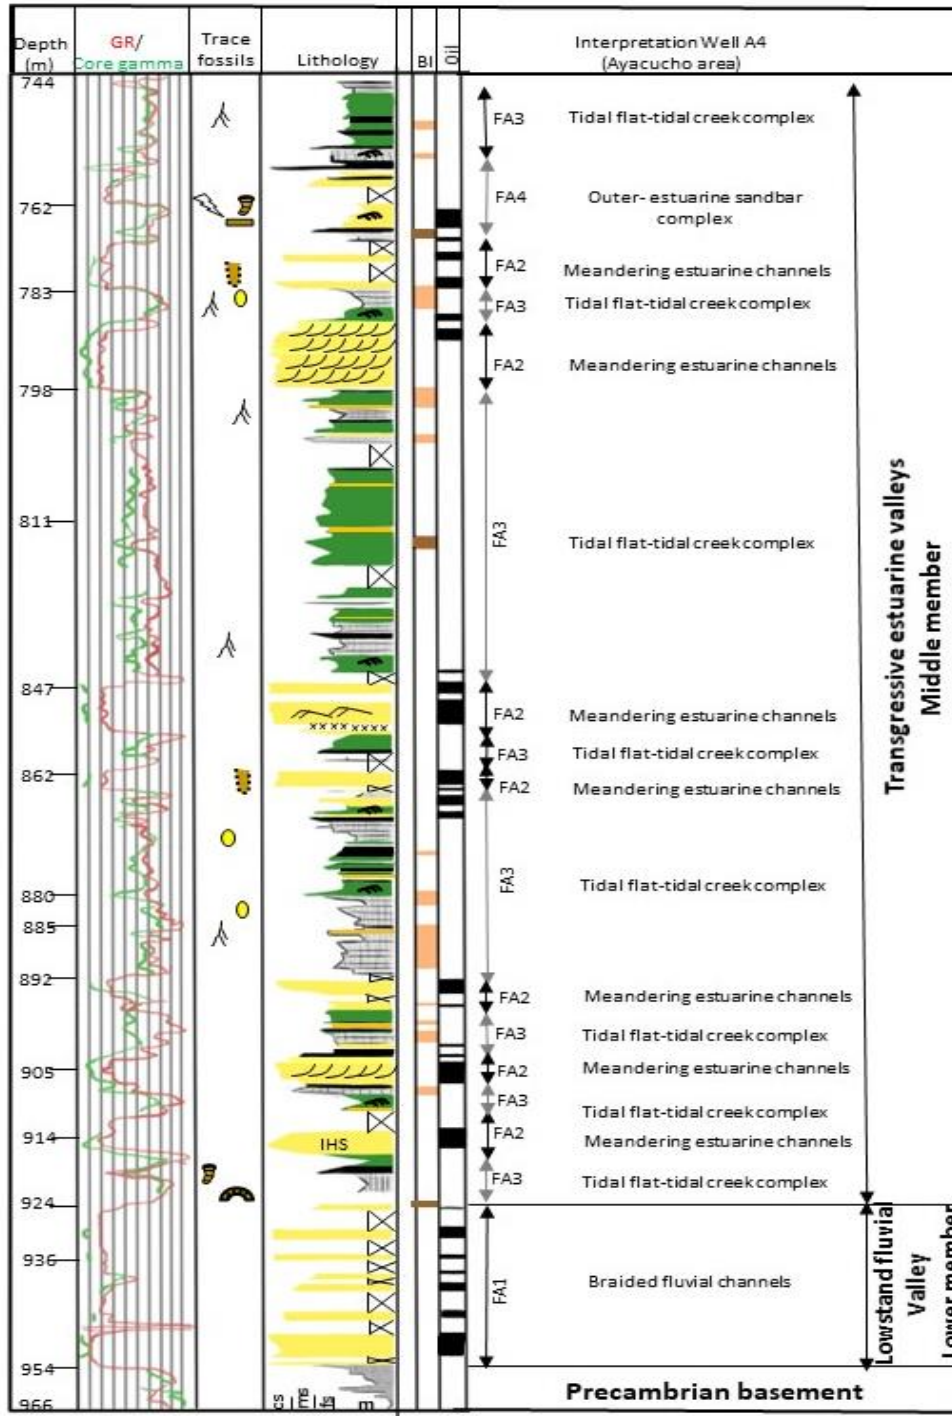 Depth
(m)
GR/
Core gamma
Trace
fossils
Lithology
BI
Oil
Interpretation Well A4
(Ayacucho area)
744
FA3 Tidal flat-tidal creek complex
762
FA4 Outer- estuarine sandbar
complex
FA2 Meandering estuarine channels
783
FA3 Tidal flat-tidal creek complex
FA2 Meandering estuarine channels
798
811
FA3 Tidal flat-tidal creek complex
847
FA2 Meandering estuarine channels
FA3 Tidal flat-tidal creek complex
862
FA2 Meandering estuarine channels
880
FA3 Tidal flat-tidal creek complex
885
892
FA2 Meandering estuarine channels
FA3 Tidal flat-tidal creek complex
905
FA2 Meandering estuarine channels
FA3 Tidal flat-tidal creek complex
914
IHS
FA2 Meandering estuarine channels
FA3 Tidal flat-tidal creek complex
924
936
FA1 Braided fluvial channels
954
966
cs
ms
fs
m
Precambrian basement
Transgressive estuarine valleys
Middle member
Lowstand fluvial
Valley
Lower member